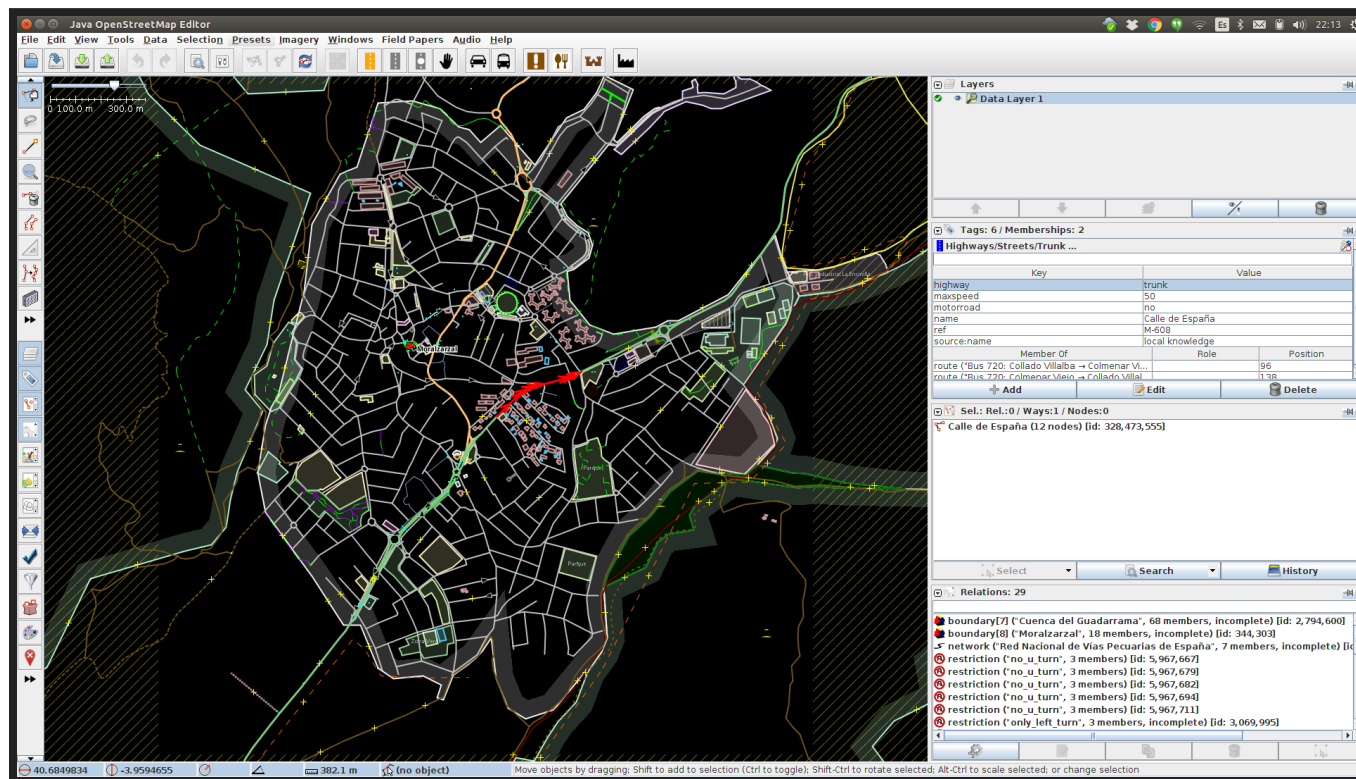 Java OpenStreetMap Editor
Es
22:13
File Edit View Tools Data Selection Presets Imagery Windows Field Papers Audio Help
0 100.0 m 300.0 m
Moralzarzal
Parque
Parque
Layers
Data Layer 1
Tags: 6 / Memberships: 2
Highways/Streets/Trunk ...
Key Value
highway trunk
maxspeed 50
motorroad no
name Calle de España
ref M-608
source:name local knowledge
Member Of Role Position
route ("Bus 720: Collado Villalba → Colmenar Vi... 96
route ("Bus 720: Colmenar Viejo → Collado Villal... 138
Add Edit Delete
Sel.: Rel.:0 / Ways:1 / Nodes:0
Calle de España (12 nodes) [id: 328,473,555]
Select Search History
Relations: 29
boundary[7] ("Cuenca del Guadarrama", 68 members, incomplete) [id: 2,794,600]
boundary[8] ("Moralzarzal", 18 members, incomplete) [id: 344,303]
network ("Red Nacional de Vías Pecuarias de España", 7 members, incomplete) [ic
restriction ("no_u_turn", 3 members) [id: 5,967,667]
restriction ("no_u_turn", 3 members) [id: 5,967,679]
restriction ("no_u_turn", 3 members) [id: 5,967,682]
restriction ("no_u_turn", 3 members) [id: 5,967,694]
restriction ("no_u_turn", 3 members) [id: 5,967,711]
restriction ("only_left_turn", 3 members, incomplete) [id: 3,069,995]
40.6849834 -3.9594655 382.1 m (no object) Move objects by dragging; Shift to add to selection (Ctrl to toggle); Shift-Ctrl to rotate selected; Alt-Ctrl to scale selected; or change selection